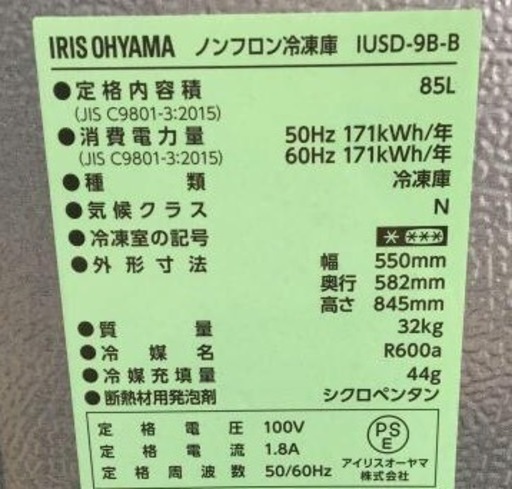 IRIS OHYAMA ノンフロン冷凍庫 IUSD-9B-B
●定格内容積 85L
(JIS C9801-3:2015)
●消費電力量 50Hz 171kWh/年
(JIS C9801-3:2015) 60Hz 171kWh/年
●種類 冷凍庫
●気候クラス N
●冷凍室の記号 * ***
●外形寸法 幅 550mm
奥行 582mm
高さ 845mm
●質量 32kg
●冷媒名 R600a
●冷媒充填量 44g
●断熱材用発泡剤 シクロペンタン
定格電圧 100V
定格電流 1.8A
定格周波数 50/60Hz
PSE
アイリスオーヤマ
株式会社